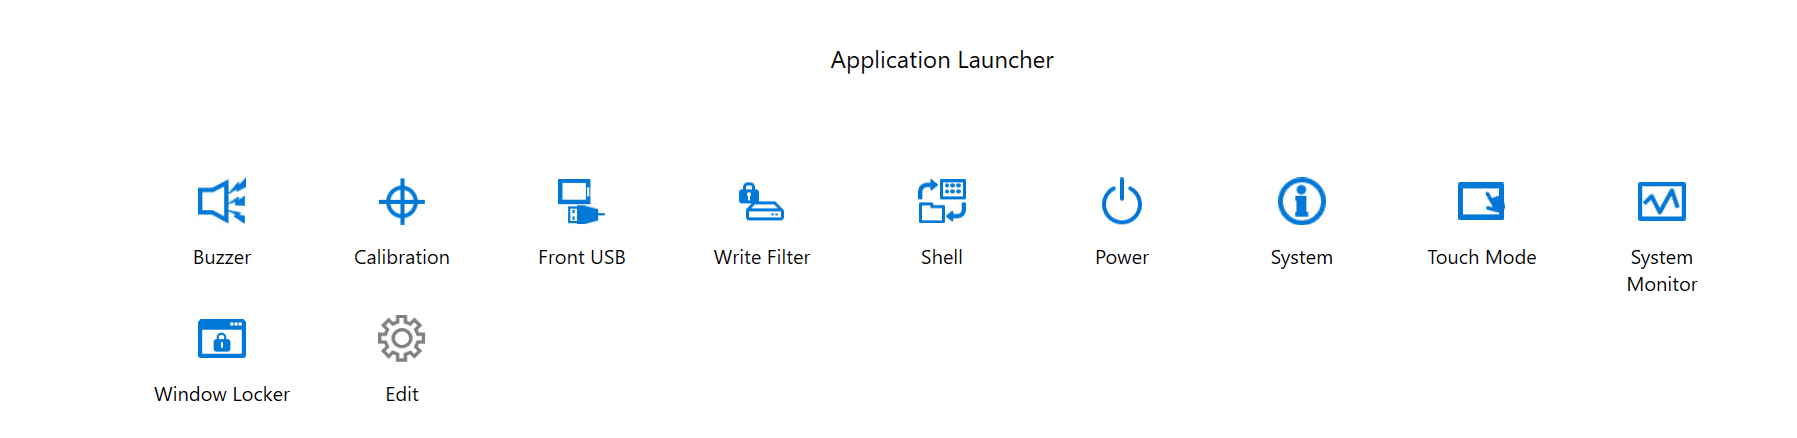 Application Launcher
Buzzer
Calibration
Front USB
Write Filter
Shell
Power
System
Touch Mode
System
Monitor
Window Locker
Edit